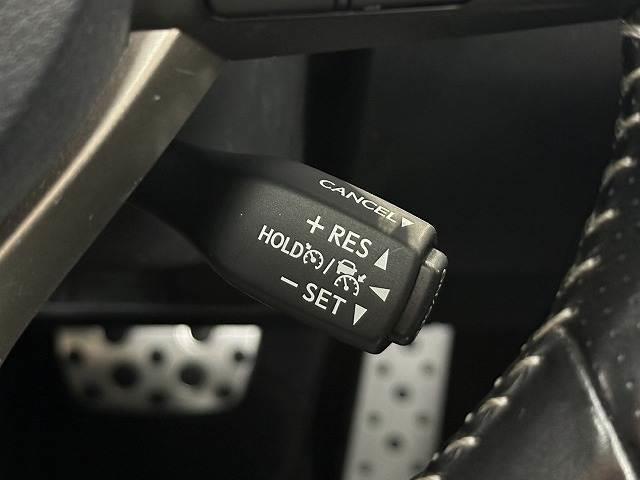 CANCEL
+ RES
HOLD /
− SET